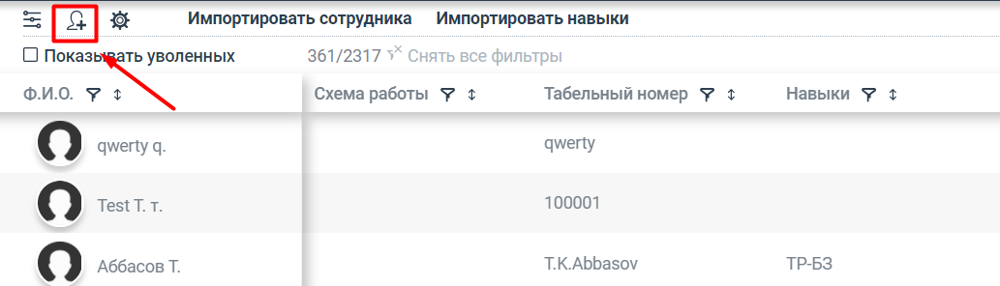 Импортировать сотрудника Импортировать навыки
Показывать уволенных 361/2317 Снять все фильтры
Ф.И.О. Схема работы Табельный номер Навыки
qwerty q. qwerty
Test T. т. 100001
Аббасов Т. T.K.Abbasov ТР-БЗ